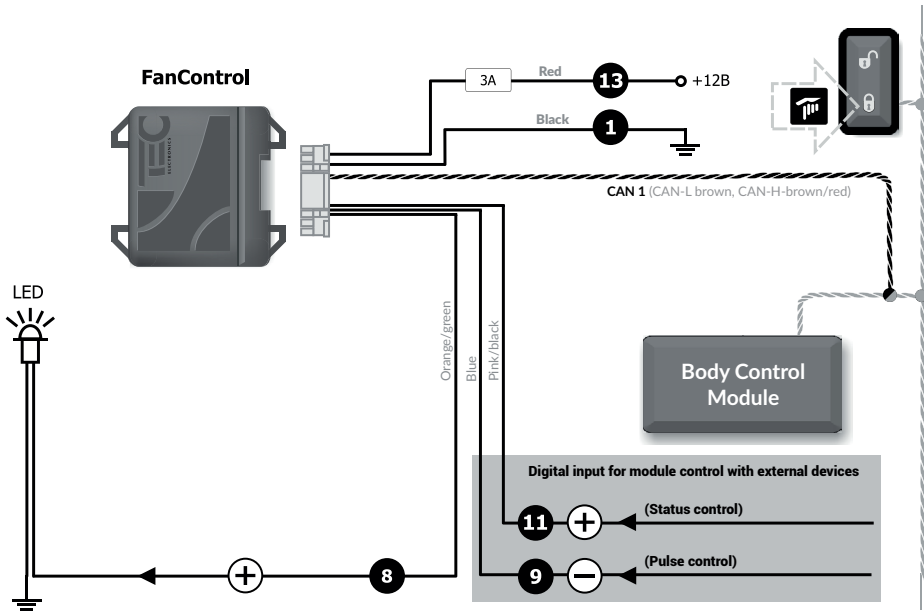 FanControl
TEC
ELECTRONICS
3A
Red
13
+12B
Black
1
CAN 1 (CAN-L brown, CAN-H-brown/red)
LED
Orange/green
Blue
Pink/black
Body Control
Module
Digital input for module control with external devices
11
(Status control)
8
9
(Pulse control)